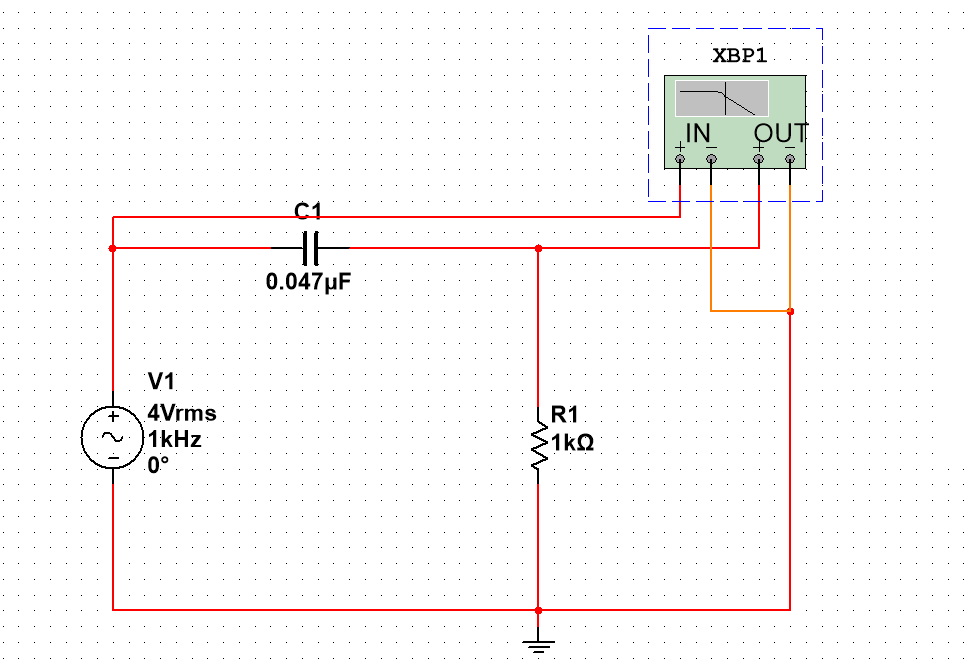 XBP1
IN OUT
+ − + −
C1
0.047µF
V1
4Vrms
1kHz
0°
+
−
R1
1kΩ